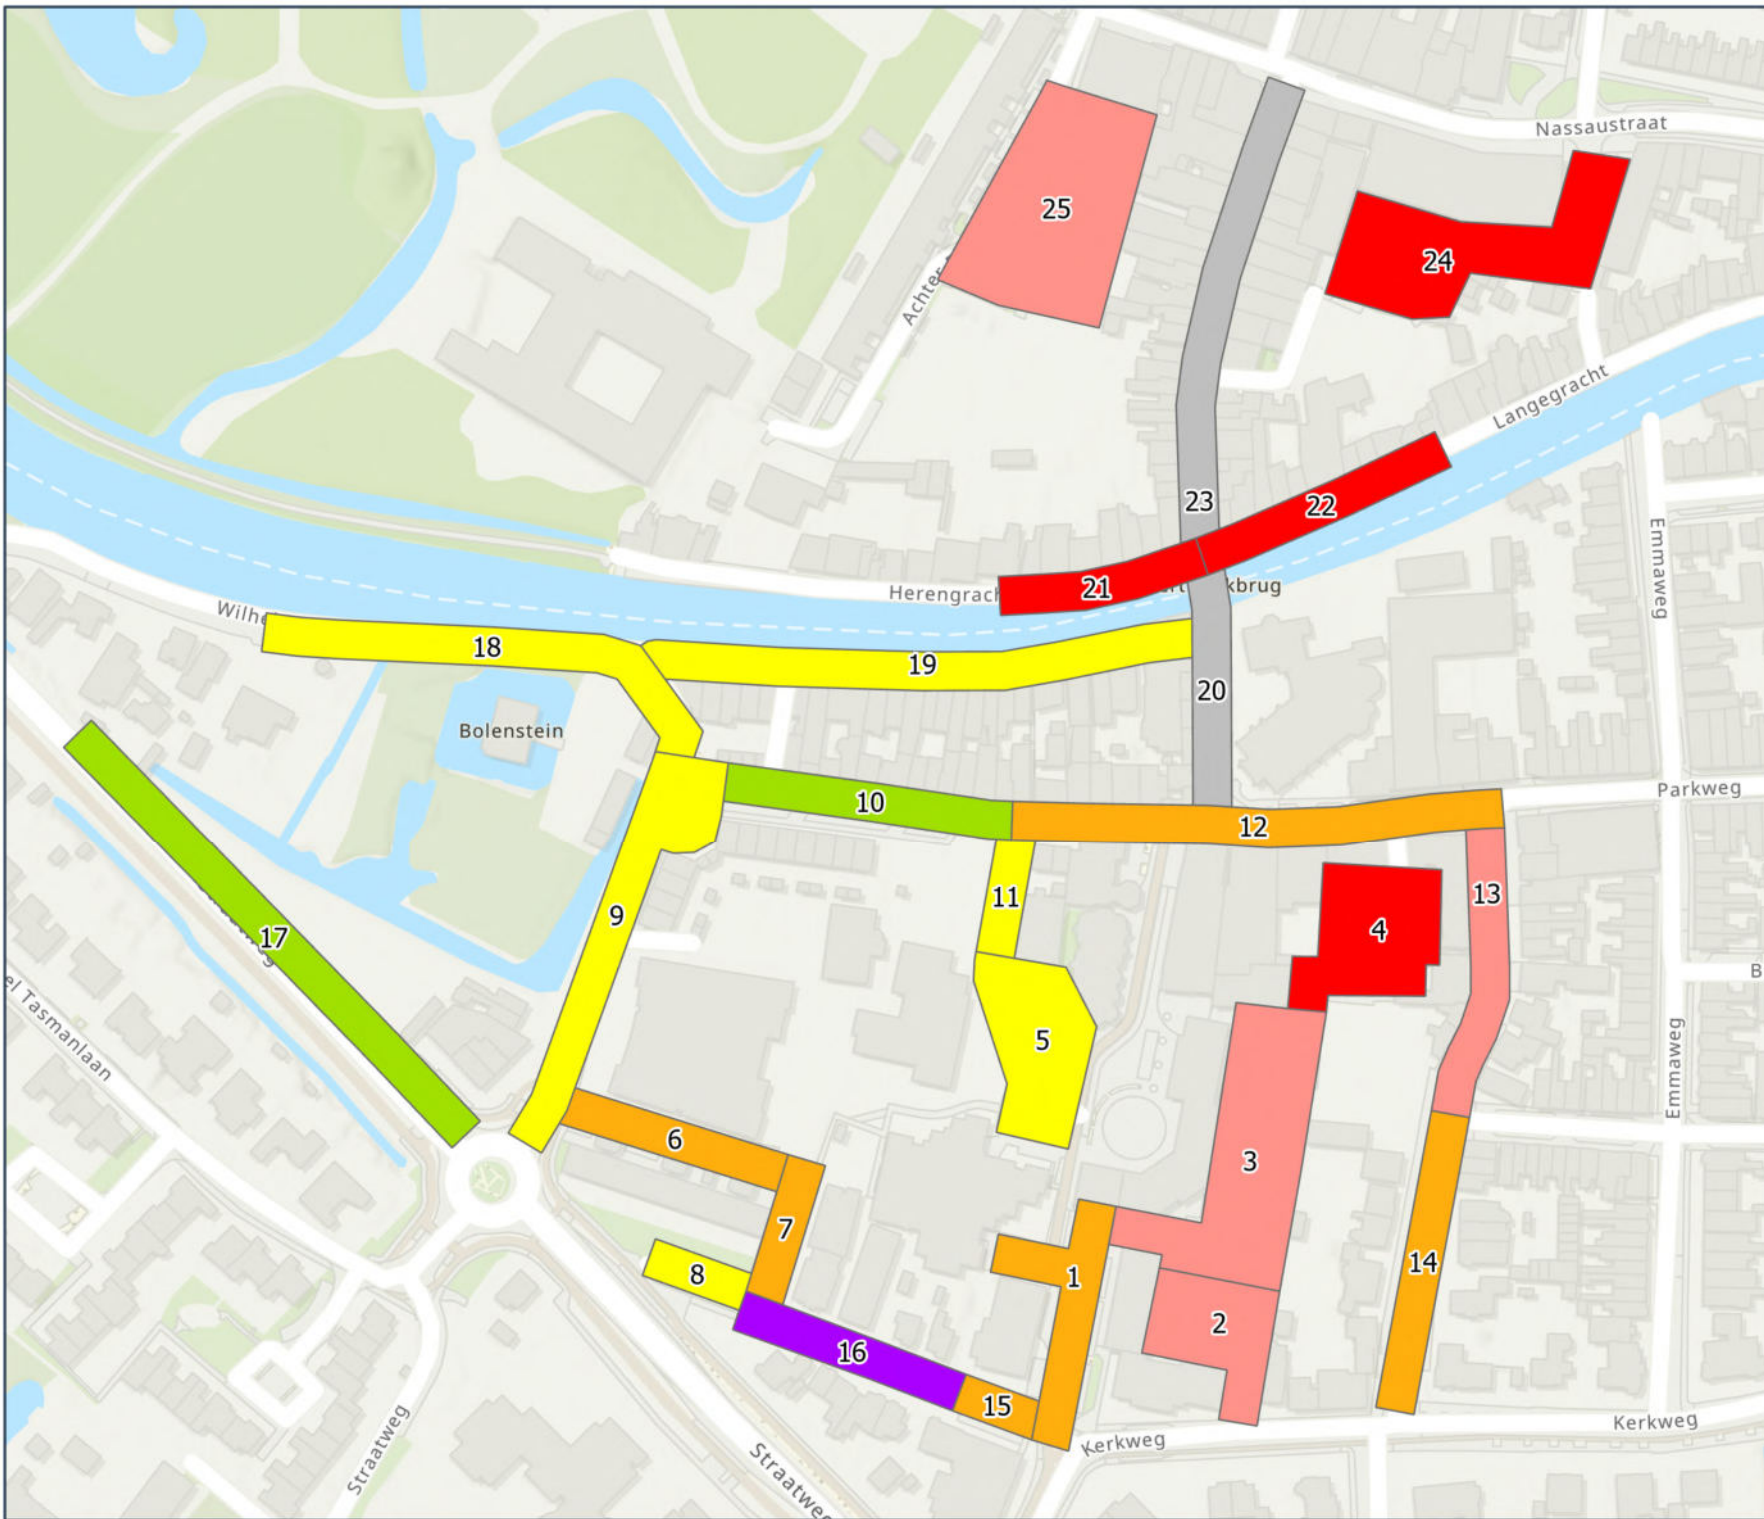 Nassaustraat
25
24
Achter
Langegracht
23
22
Emmaweg
Herengrach
21
kbrug
Wilhe
18
19
20
Bolenstein
Parkweg
10
12
11
13
9
4
17
B
el Tasmanlaan
5
Emmaweg
6
3
7
1
14
8
2
16
15
Kerkweg
Kerkweg
Straatweg
Straatweg